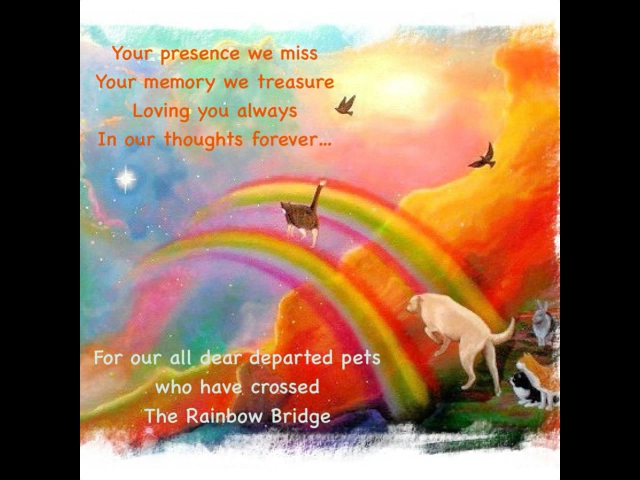 Your presence we miss
Your memory we treasure
Loving you always
In our thoughts forever...
For our all dear departed pets
who have crossed
The Rainbow Bridge